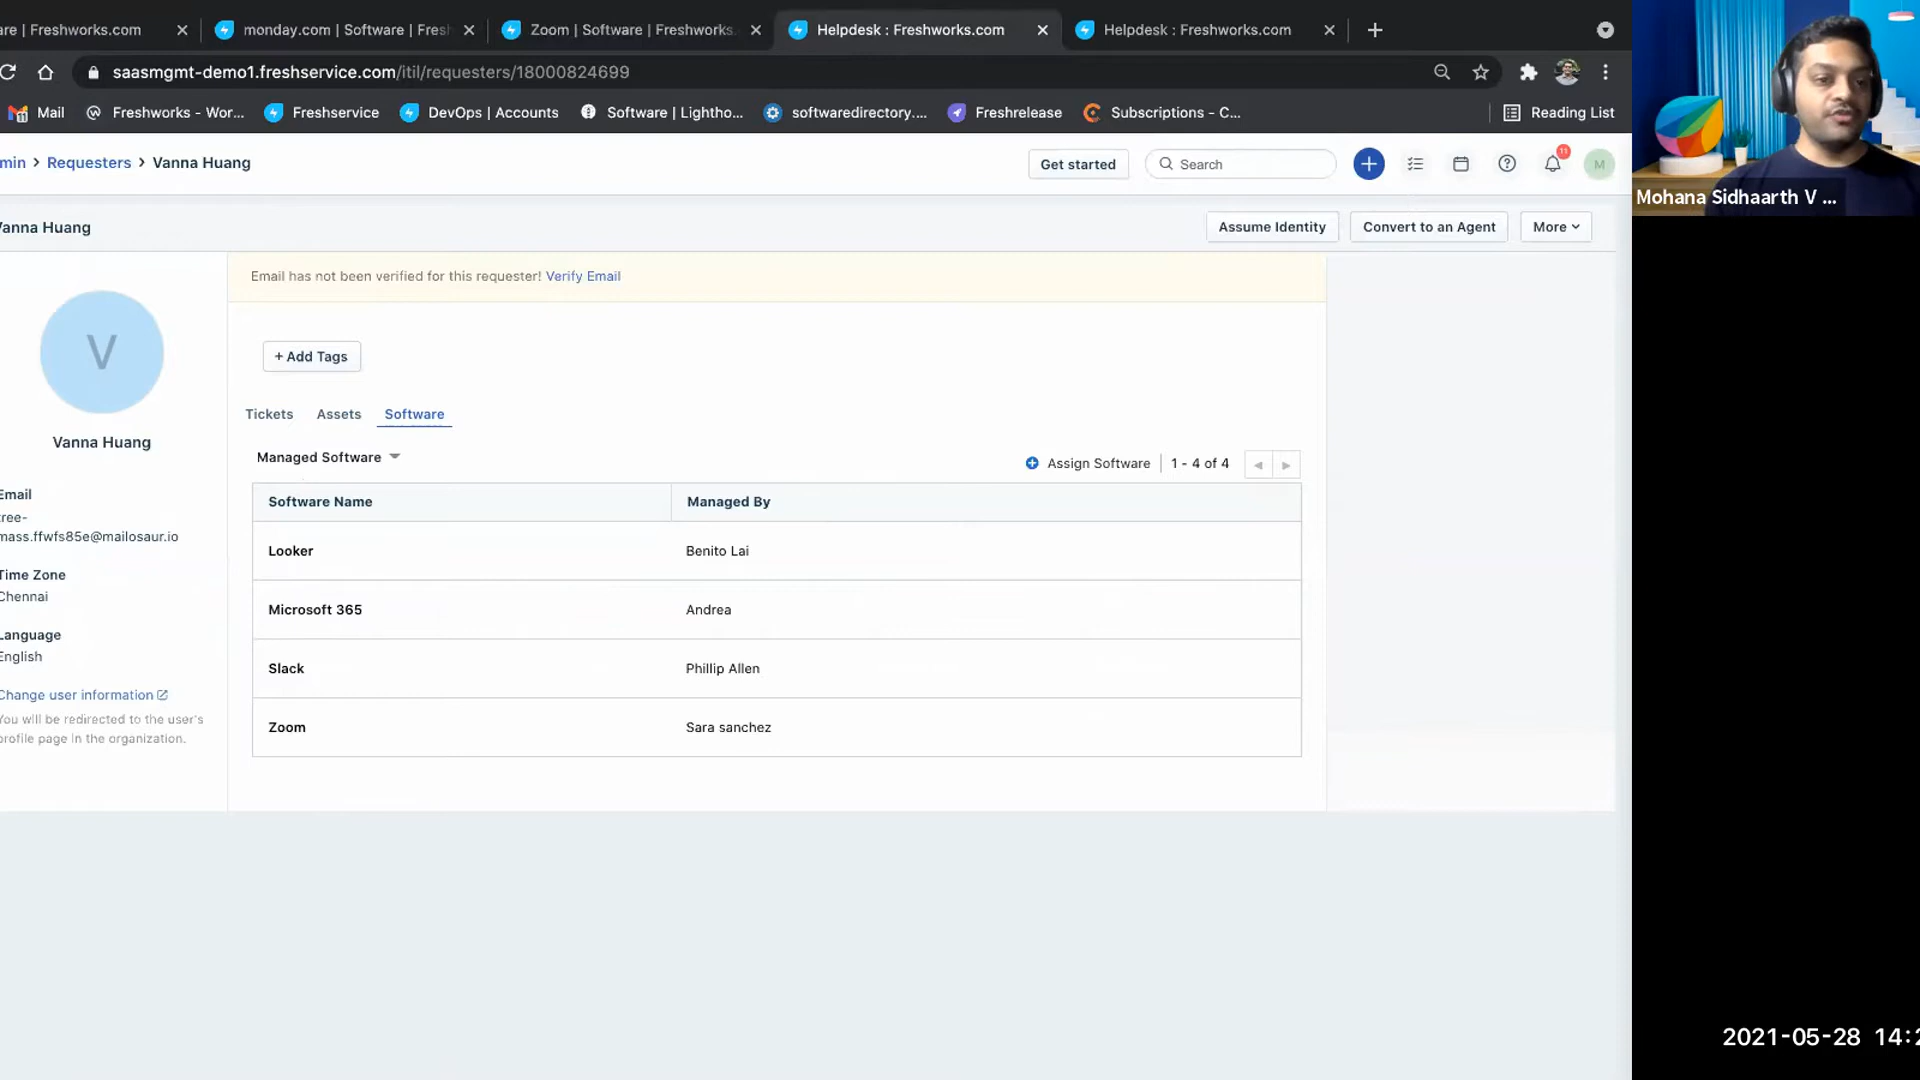 are | Freshworks.com
monday.com | Software | Fresh
Zoom | Software | Freshworks.
Helpdesk : Freshworks.com
Helpdesk : Freshworks.com
saasmgmt-demo1.freshservice.com/itil/requesters/18000824699
Mail
Freshworks - Wor...
Freshservice
DevOps | Accounts
Software | Lightho...
softwaredirectory....
Freshrelease
Subscriptions - C...
Reading List
min > Requesters > Vanna Huang
Get started
Search
11
M
Vanna Huang
Assume Identity
Convert to an Agent
More
Email has not been verified for this requester! Verify Email
V
Vanna Huang
Email
tree-
mass.ffwfs85e@mailosaur.io
Time Zone
Chennai
Language
English
Change user information
You will be redirected to the user's
profile page in the organization.
+ Add Tags
Tickets
Assets
Software
Managed Software
Assign Software
1 - 4 of 4
Software Name
Managed By
Looker
Benito Lai
Microsoft 365
Andrea
Slack
Phillip Allen
Zoom
Sara sanchez
Mohana Sidhaarth V ...
2021-05-28 14:2